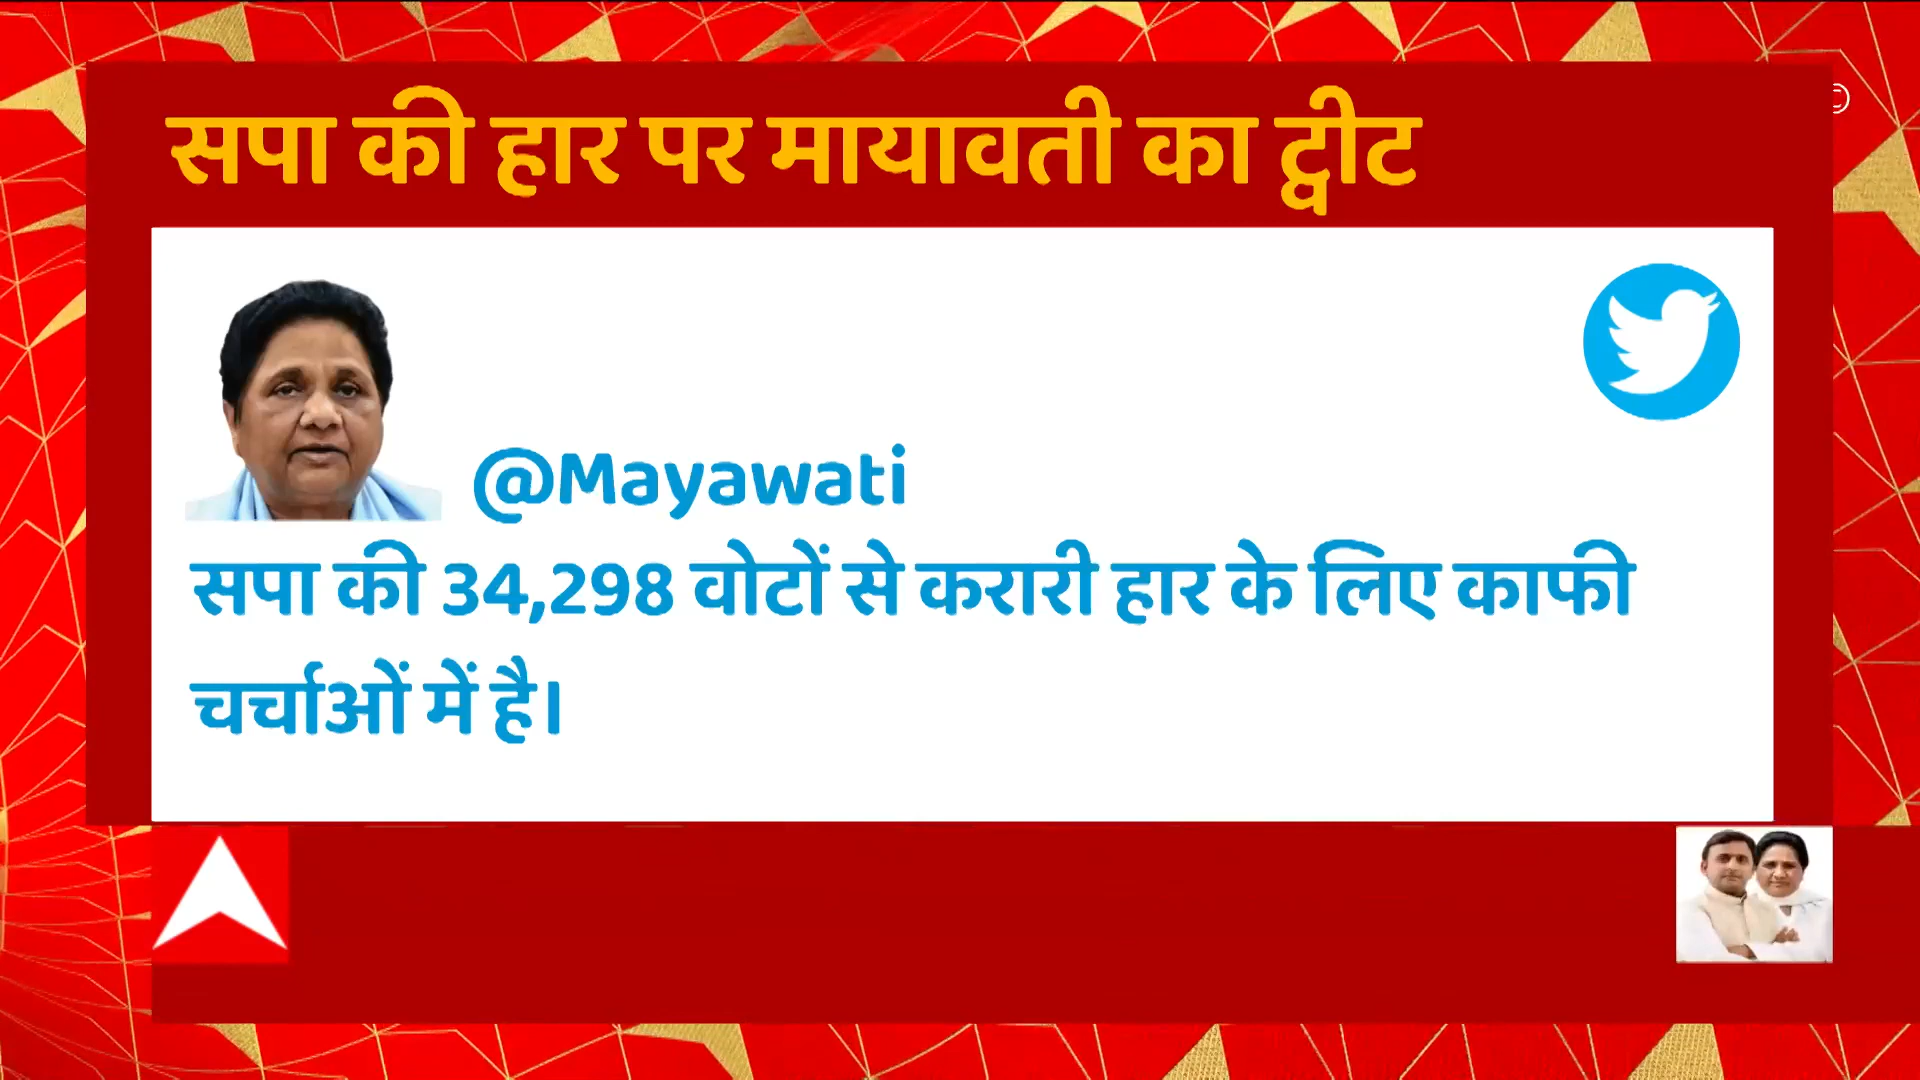 सपा की हार पर मायावती का ट्वीट
©
@Mayawati
सपा की 34,298 वोटों से करारी हार के लिए काफी
चर्चाओं में है।